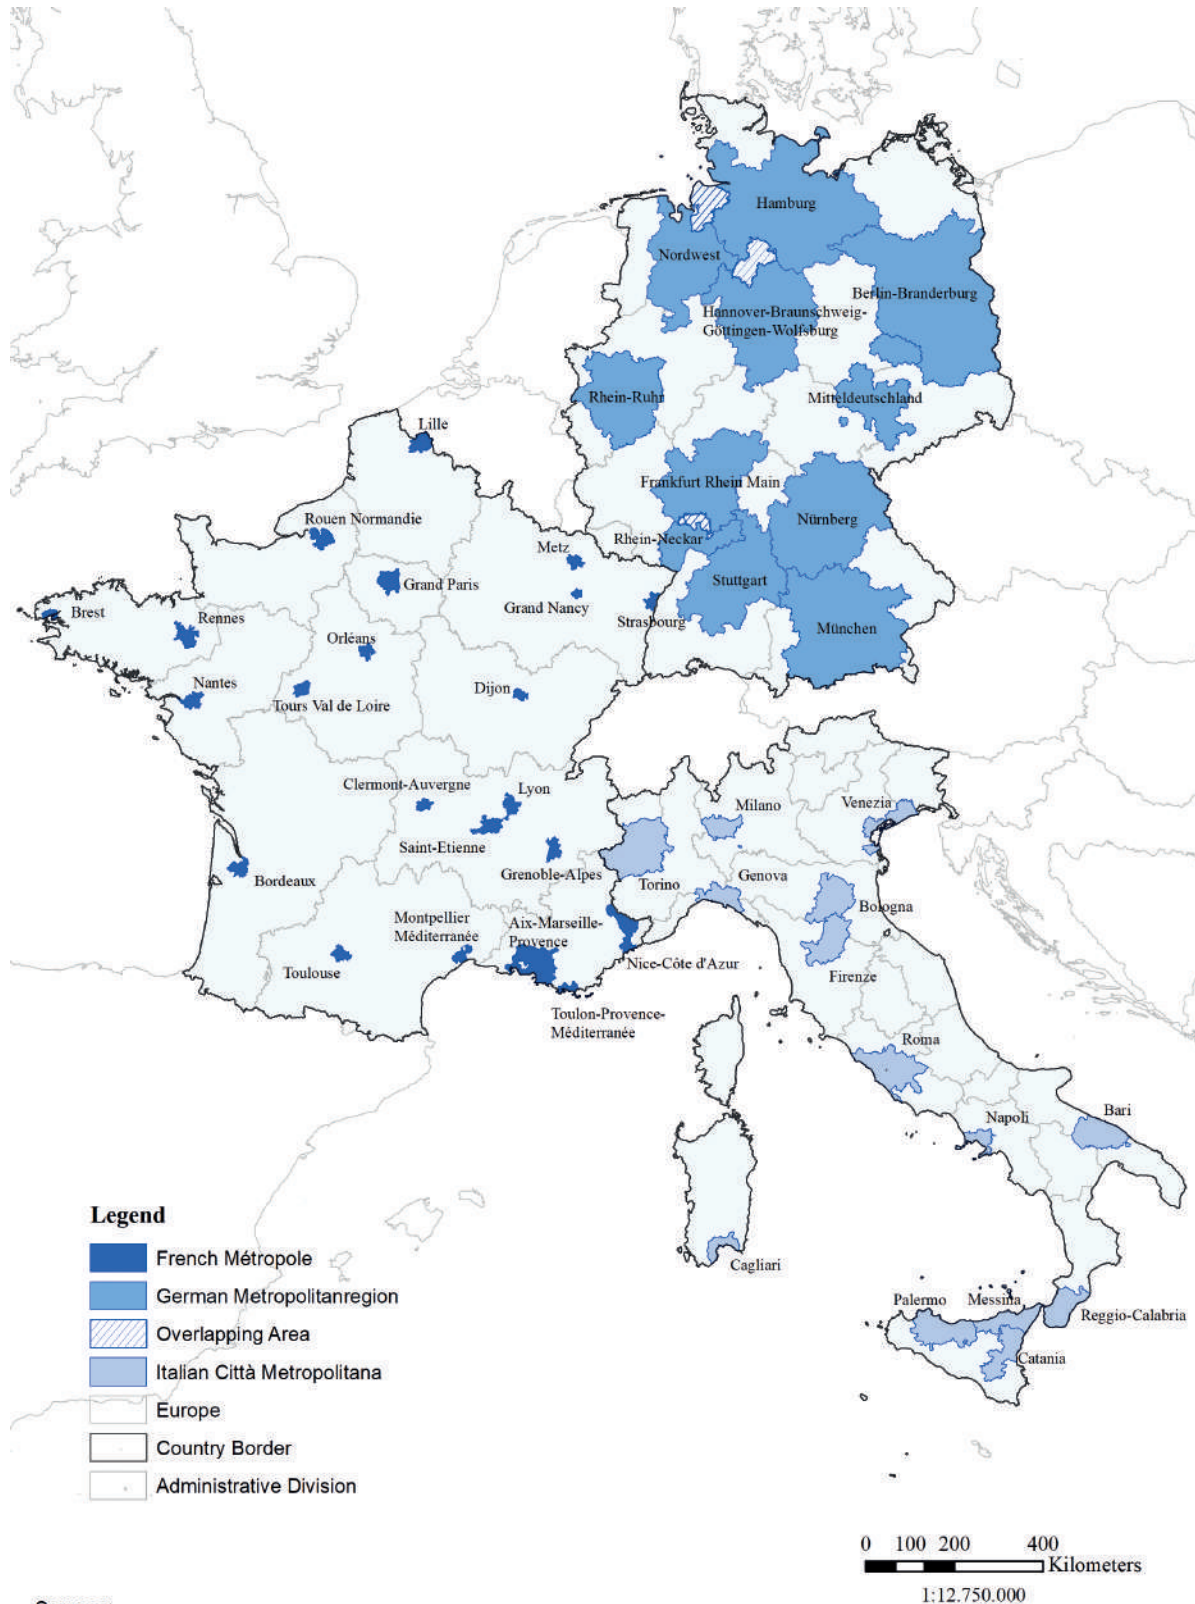 Hamburg
Nordwest
Berlin-Branderburg
Hannover-Braunschweig-
Göttingen-Wolfsburg
Rhein-Ruhr
Mitteldeutschland
Lille
Frankfurt Rhein Main
Nürnberg
Rouen Normandie
Metz
Rhein-Neckar
Grand Paris
Stuttgart
Grand Nancy
Brest
Rennes
Strasbourg
München
Orléans
Nantes
Dijon
Tours Val de Loire
Clermont-Auvergne
Lyon
Milano
Venezia
Saint-Etienne
Grenoble-Alpes
Torino
Genova
Bordeaux
Bologna
Montpellier
Méditerranée
Aix-Marseille-
Provence
Toulouse
Nice-Côte d'Azur
Firenze
Toulon-Provence-
Méditerranée
Roma
Napoli
Bari
Cagliari
Palermo
Messina
Reggio-Calabria
Catania
Legend
French Métropole
German Metropolitanregion
Overlapping Area
Italian Città Metropolitana
Europe
Country Border
Administrative Division
0 100 200 400
Kilometers
1:12.750.000